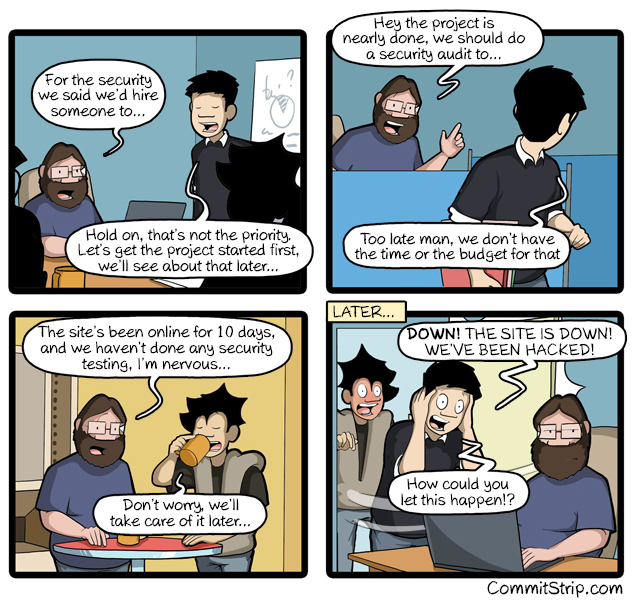 For the security
we said we'd hire
someone to...
Hold on, that's not the priority.
Let's get the project started first,
we'll see about that later...
Hey the project is
nearly done, we should do
a security audit to...
Too late man, we don't have
the time or the budget for that
The site's been online for 10 days,
and we haven't done any security
testing, I'm nervous...
Don't worry, we'll
take care of it later...
LATER...
DOWN! THE SITE IS DOWN!
WE'VE BEEN HACKED!
How could you
let this happen!?
CommitStrip.com